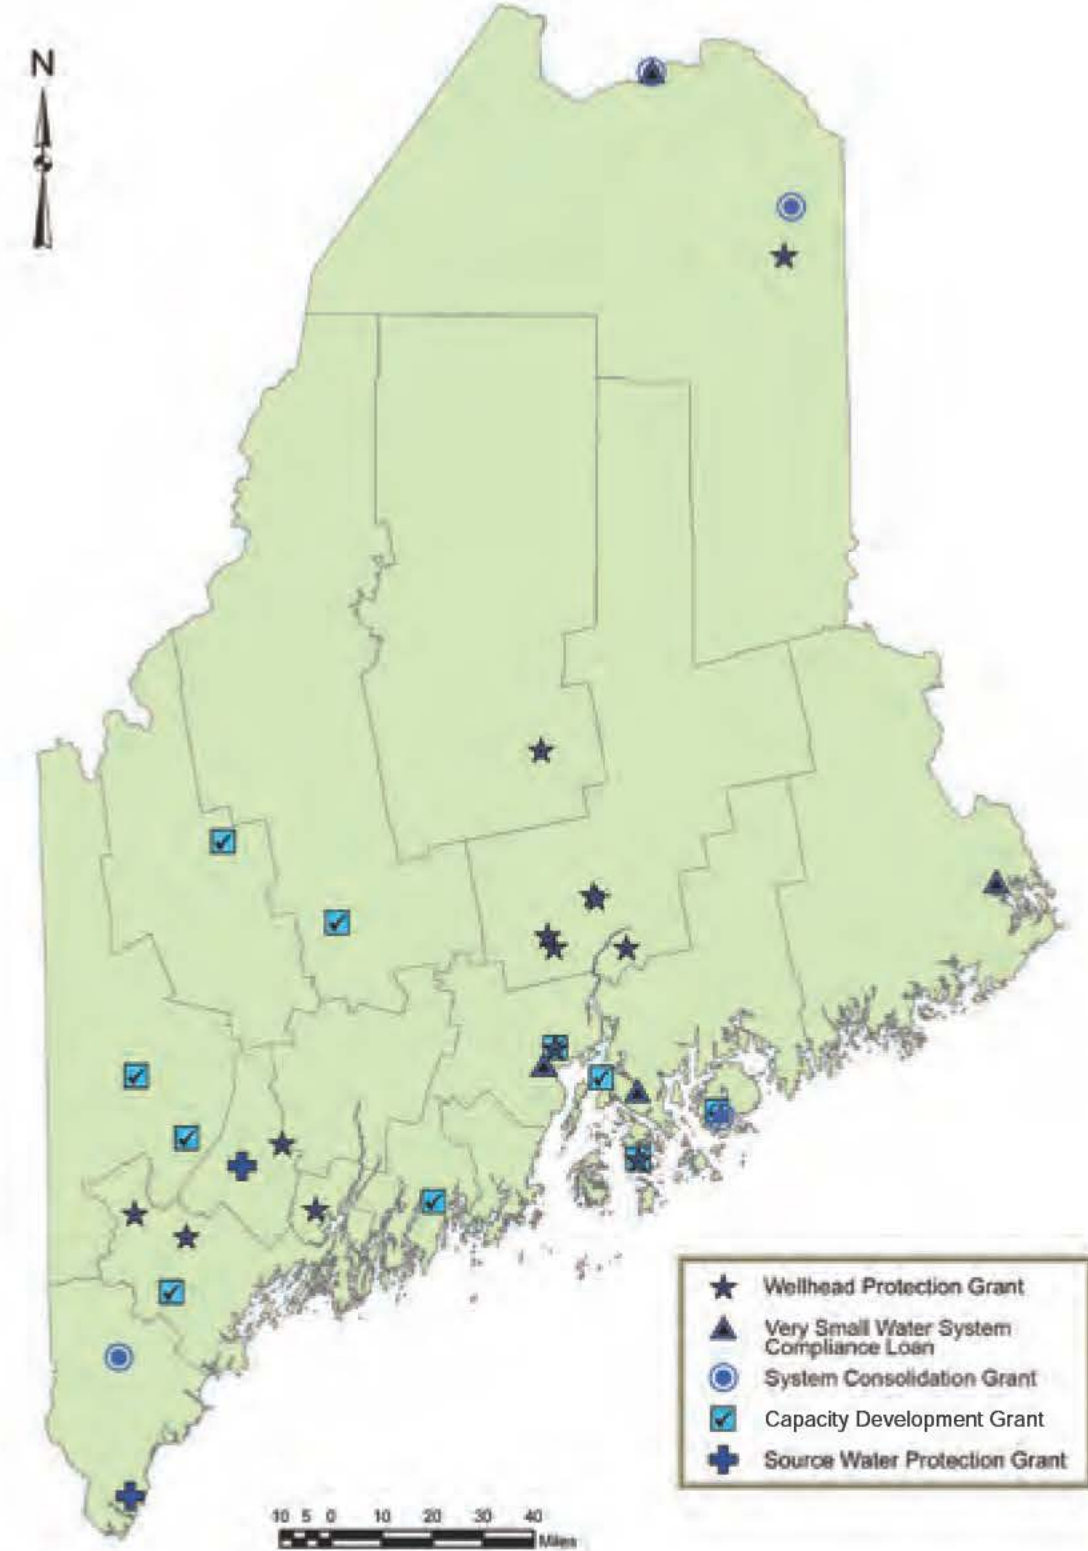 N
Wellhead Protection Grant
Very Small Water System
Compliance Loan
System Consolidation Grant
Capacity Development Grant
Source Water Protection Grant
10 5 0 10 20 30 40
Miles